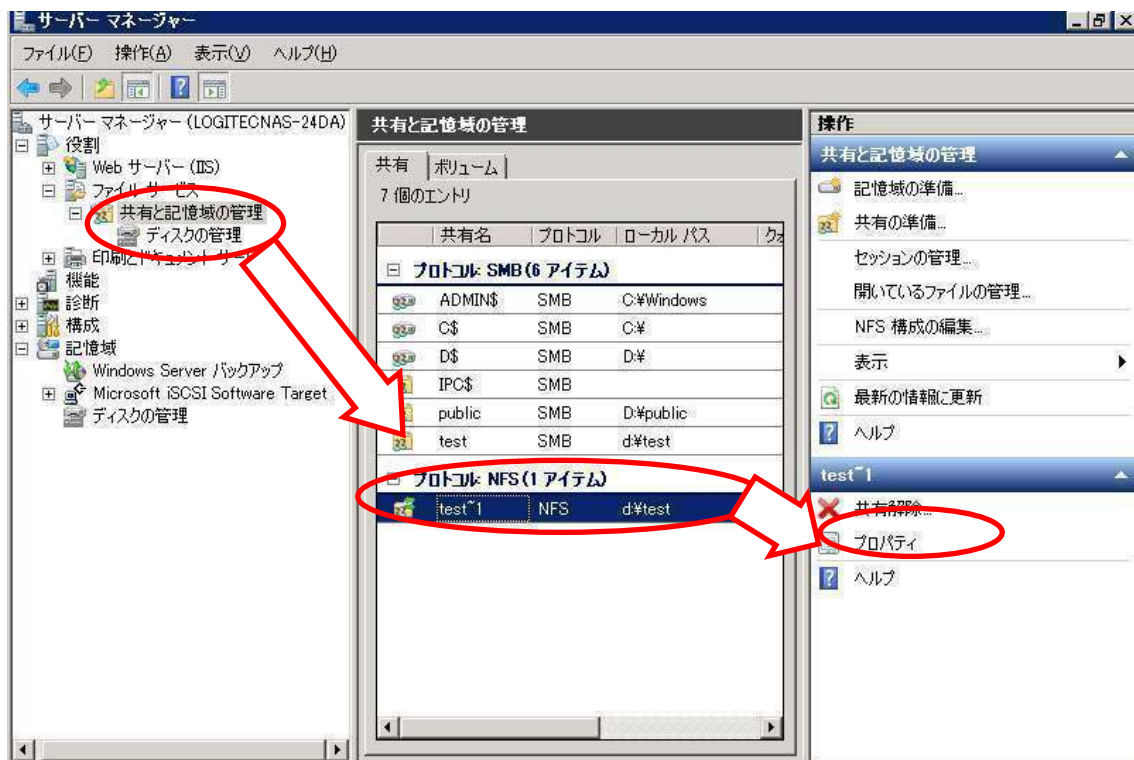 サーバー マネージャー
ファイル(F) 操作(A) 表示(V) ヘルプ(H)
サーバー マネージャー (LOGITECNAS-24DA)
役割
Web サーバー (IIS)
ファイル サービス
共有と記憶域の管理
ディスクの管理
印刷とドキュメント サー
機能
診断
構成
記憶域
Windows Server バックアップ
Microsoft iSCSI Software Target
ディスクの管理
共有と記憶域の管理
共有 ボリューム
7 個のエントリ
共有名 プロトコル ローカル パス クォ
プロトコル: SMB (6 アイテム)
ADMIN$ SMB C:¥Windows
C$ SMB C:¥
D$ SMB D:¥
IPC$ SMB
public SMB D:¥public
test SMB d:¥test
プロトコル: NFS (1 アイテム)
test~1 NFS d:¥test
操作
共有と記憶域の管理
記憶域の準備...
共有の準備...
セッションの管理...
開いているファイルの管理...
NFS 構成の編集...
表示
最新の情報に更新
ヘルプ
test~1
共有解除...
プロパティ
ヘルプ